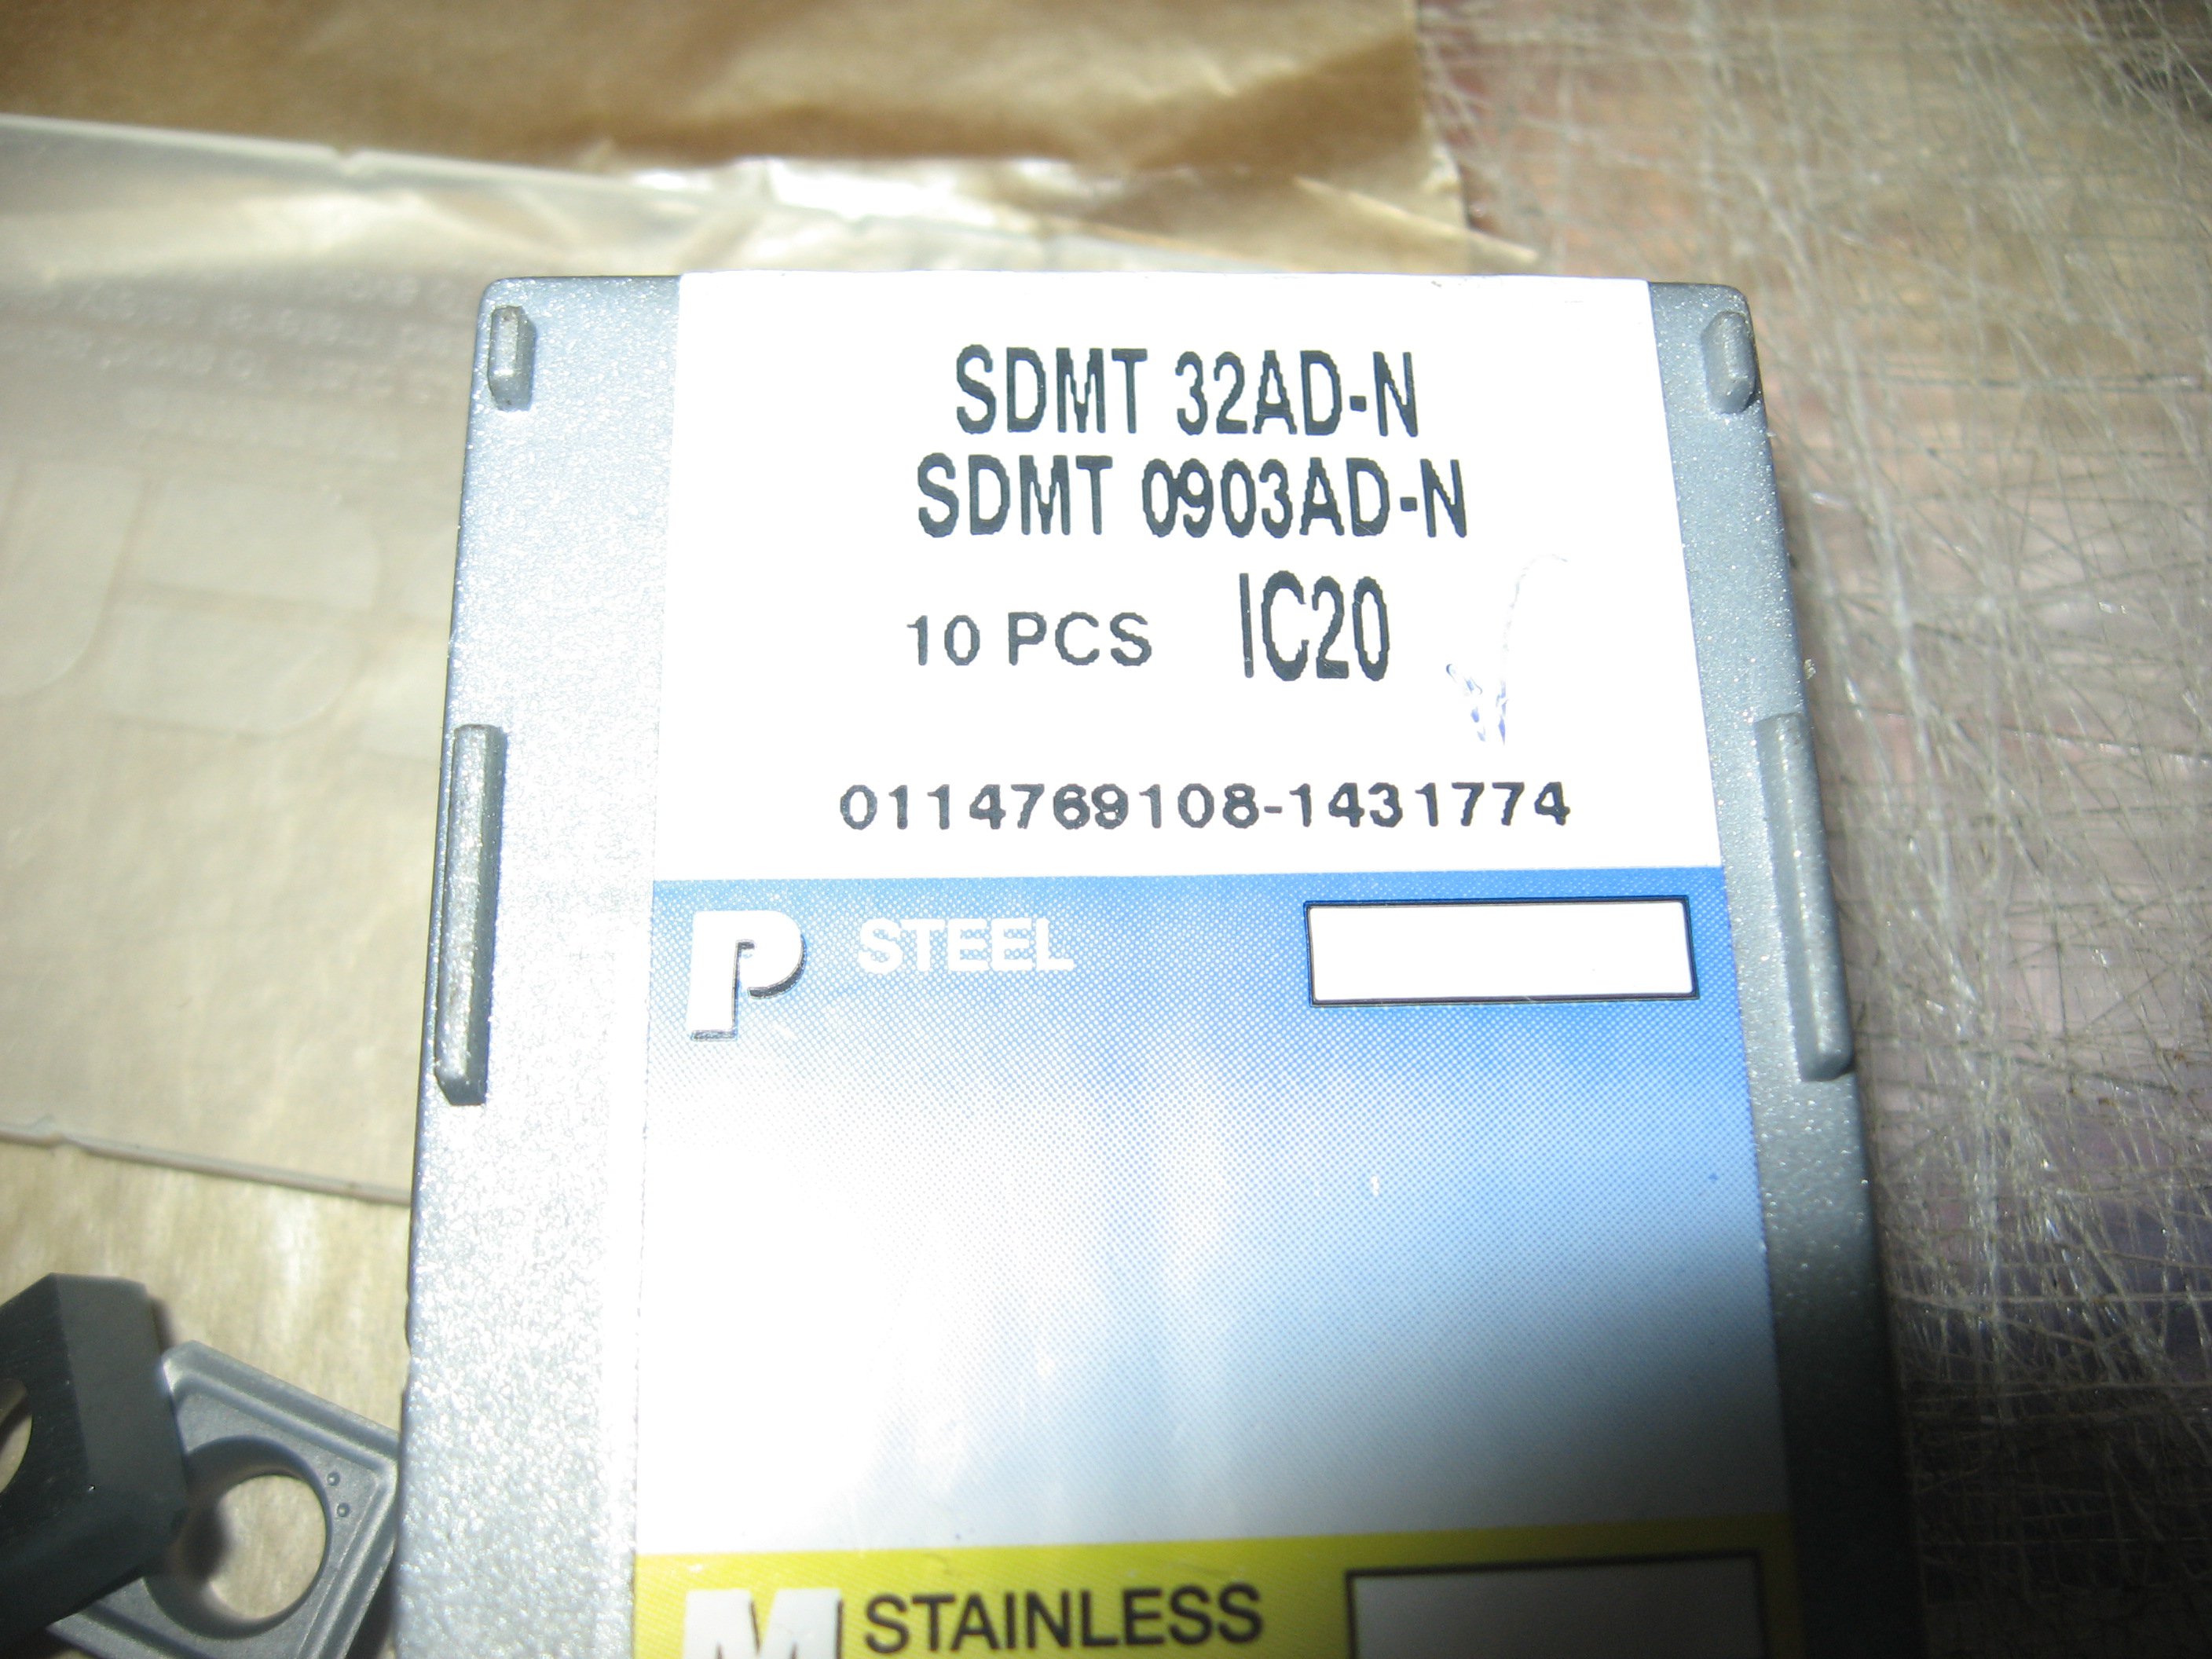 SDMT 32AD-N
SDMT 0903AD-N
10 PCS IC20
0114769108-1431774
P STEEL
M STAINLESS